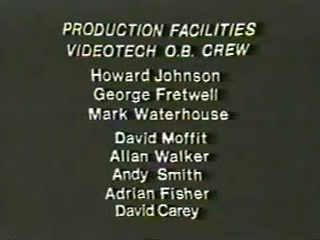 PRODUCTION FACILITIES
VIDEOTECH O.B. CREW
Howard Johnson
George Fretwell
Mark Waterhouse
David Moffit
Allan Walker
Andy Smith
Adrian Fisher
David Carey